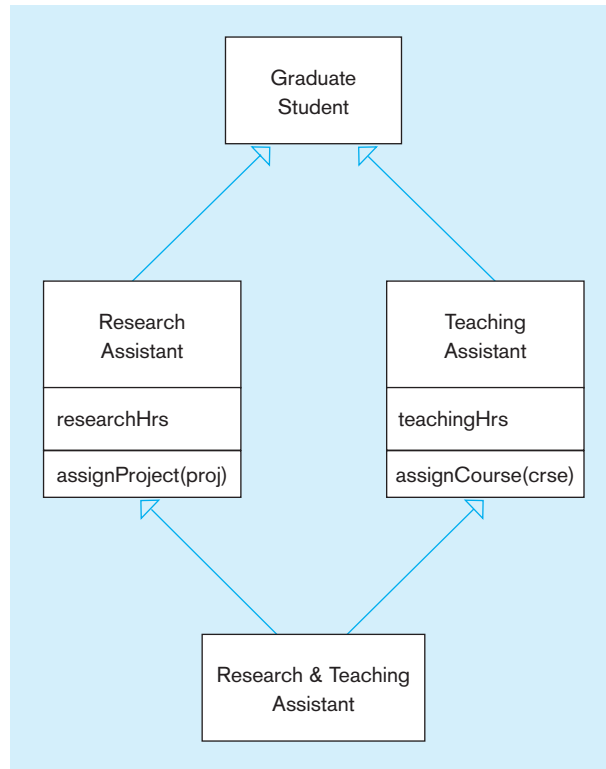 Graduate
Student
Research
Assistant
researchHrs
assignProject(proj)
Teaching
Assistant
teachingHrs
assignCourse(crse)
Research & Teaching
Assistant